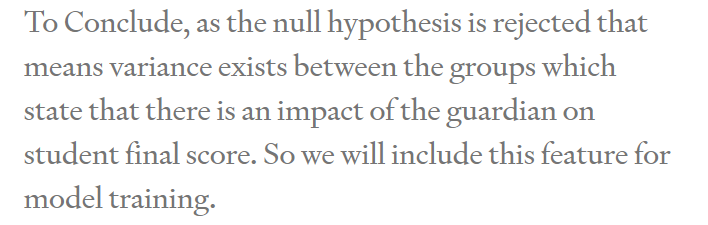 To Conclude, as the null hypothesis is rejected that
means variance exists between the groups which
state that there is an impact of the guardian on
student final score. So we will include this feature for
model training.